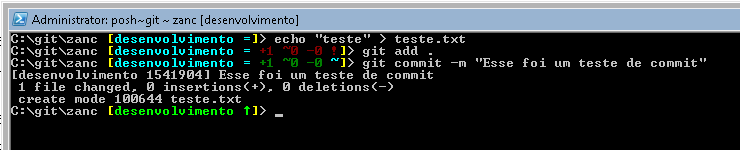 Administrator: posh~git ~ zanc [desenvolvimento]
C:\git\zanc [desenvolvimento =]> echo "teste" > teste.txt
C:\git\zanc [desenvolvimento = +1 ~0 -0 !]> git add .
C:\git\zanc [desenvolvimento = +1 ~0 -0 ~]> git commit -m "Esse foi um teste de commit"
[desenvolvimento 1541904] Esse foi um teste de commit
 1 file changed, 0 insertions(+), 0 deletions(-)
 create mode 100644 teste.txt
C:\git\zanc [desenvolvimento ↑]> _